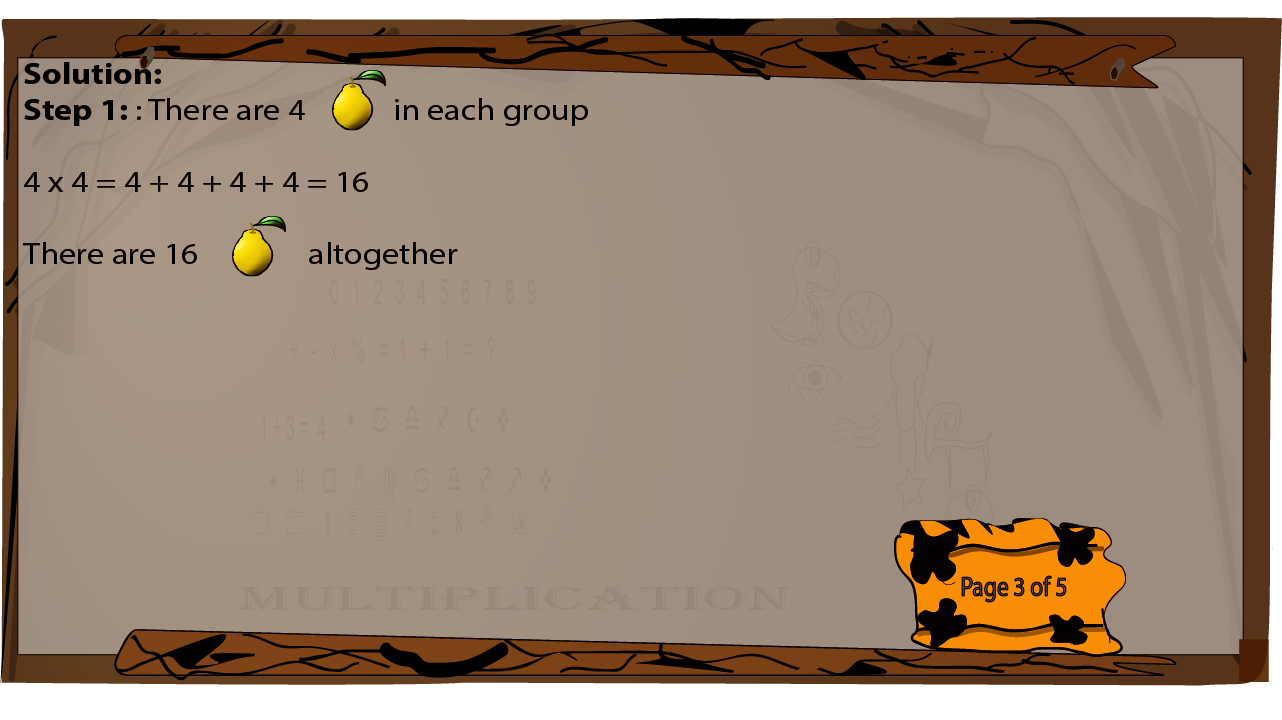 Solution:
Step 1: : There are 4 in each group
4 x 4 = 4 + 4 + 4 + 4 = 16
There are 16 altogether
0 1 2 3 4 5 6 7 8 9
+ - x % = 1 + 1 = ?
1+3= 4
MULTIPLICATION
Page 3 of 5